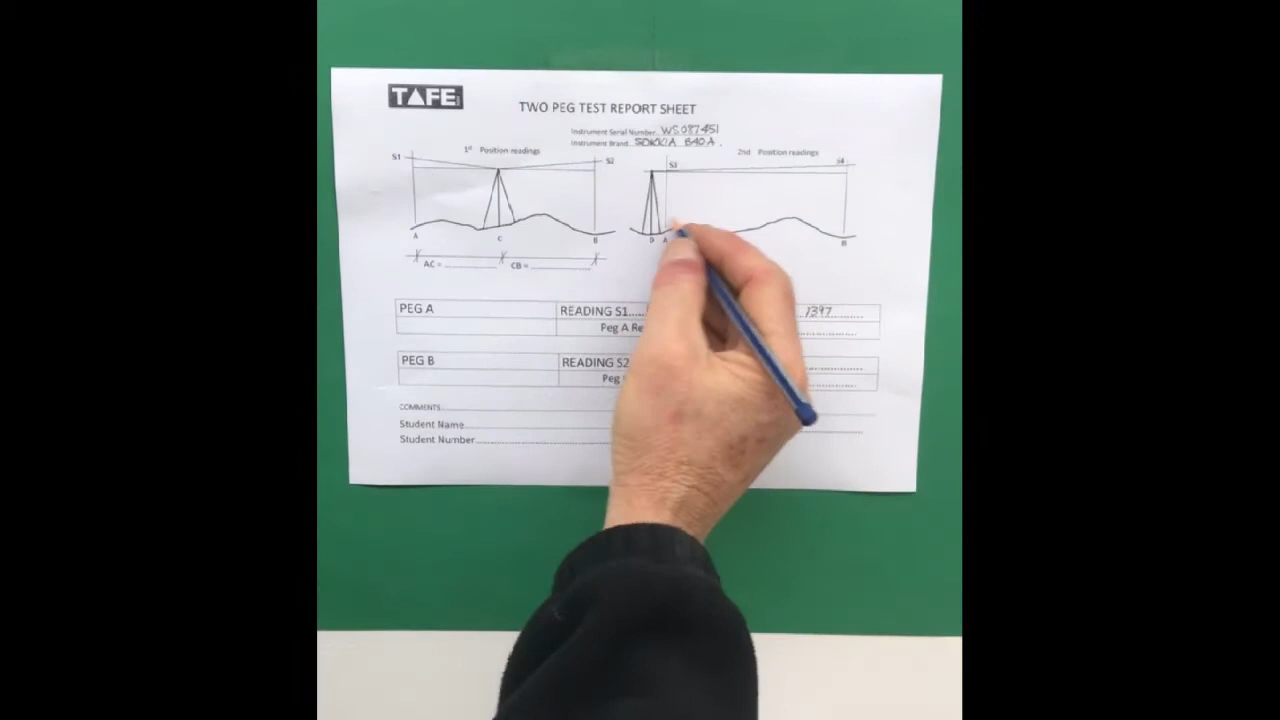 TAFE
TWO PEG TEST REPORT SHEET
Instrument Serial Number WS087451
Instrument Brand SOKKIA B40A.
1st Position readings
2nd Position readings
S1
S2
S3
S4
A
C
B
D
A
B
AC =
CB =
PEG A
READING S1
1397
Peg A Re
PEG B
READING S2
Peg
COMMENTS
Student Name
Student Number